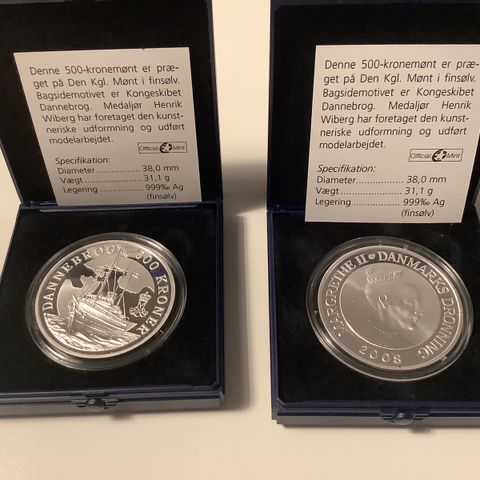 Denne 500-kronemønt er præ-
get på Den Kgl. Mønt i finsølv.
Bagsidemotivet er Kongeskibet
Dannebrog. Medaljør Henrik
Wiberg har foretaget den kunst-
neriske udformning og udført
modelarbejdet.
Official Mint
Specifikation:
Diameter.................. 38,0 mm
Vægt......................... 31,1 g
Legering ............... 999‰ Ag
(finsølv)
DANNEBROG 500 KRONER
Denne 500-kronemønt er præ-
get på Den Kgl. Mønt i finsølv.
Bagsidemotivet er Kongeskibet
Dannebrog. Medaljør Henrik
Wiberg har foretaget den kunst-
neriske udformning og udført
modelarbejdet.
Official Mint
Specifikation:
Diameter.................. 38,0 mm
Vægt......................... 31,1 g
Legering ............... 999‰ Ag
(finsølv)
MARGRETHE II DANMARKS DRONNING
2008